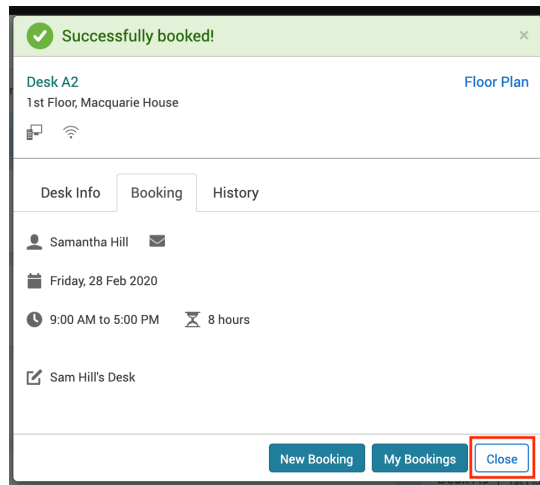 Successfully booked!
×
Desk A2
Floor Plan
1st Floor, Macquarie House
Desk Info
Booking
History
Samantha Hill
Friday, 28 Feb 2020
9:00 AM to 5:00 PM
8 hours
Sam Hill's Desk
New Booking
My Bookings
Close